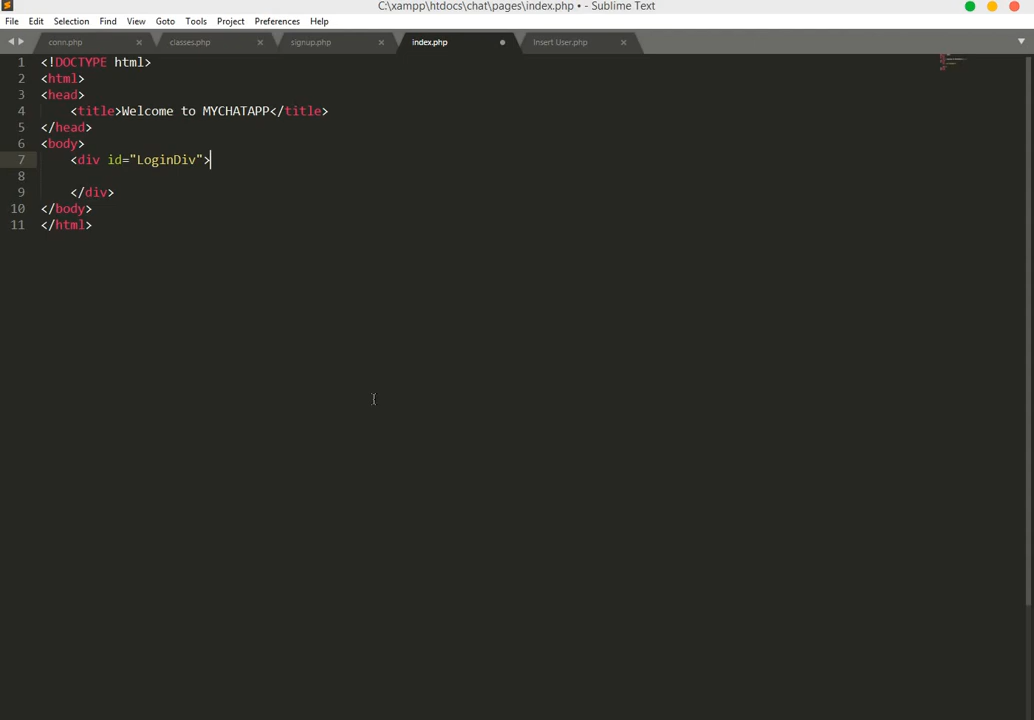 C:\xampp\htdocs\chat\pages\index.php • - Sublime Text
File Edit Selection Find View Goto Tools Project Preferences Help
conn.php × classes.php × signup.php × index.php • Insert User.php ×
1 <!DOCTYPE html>
2 <html>
3 <head>
4 <title>Welcome to MYCHATAPP</title>
5 </head>
6 <body>
7 <div id="LoginDiv">
8
9 </div>
10 </body>
11 </html>